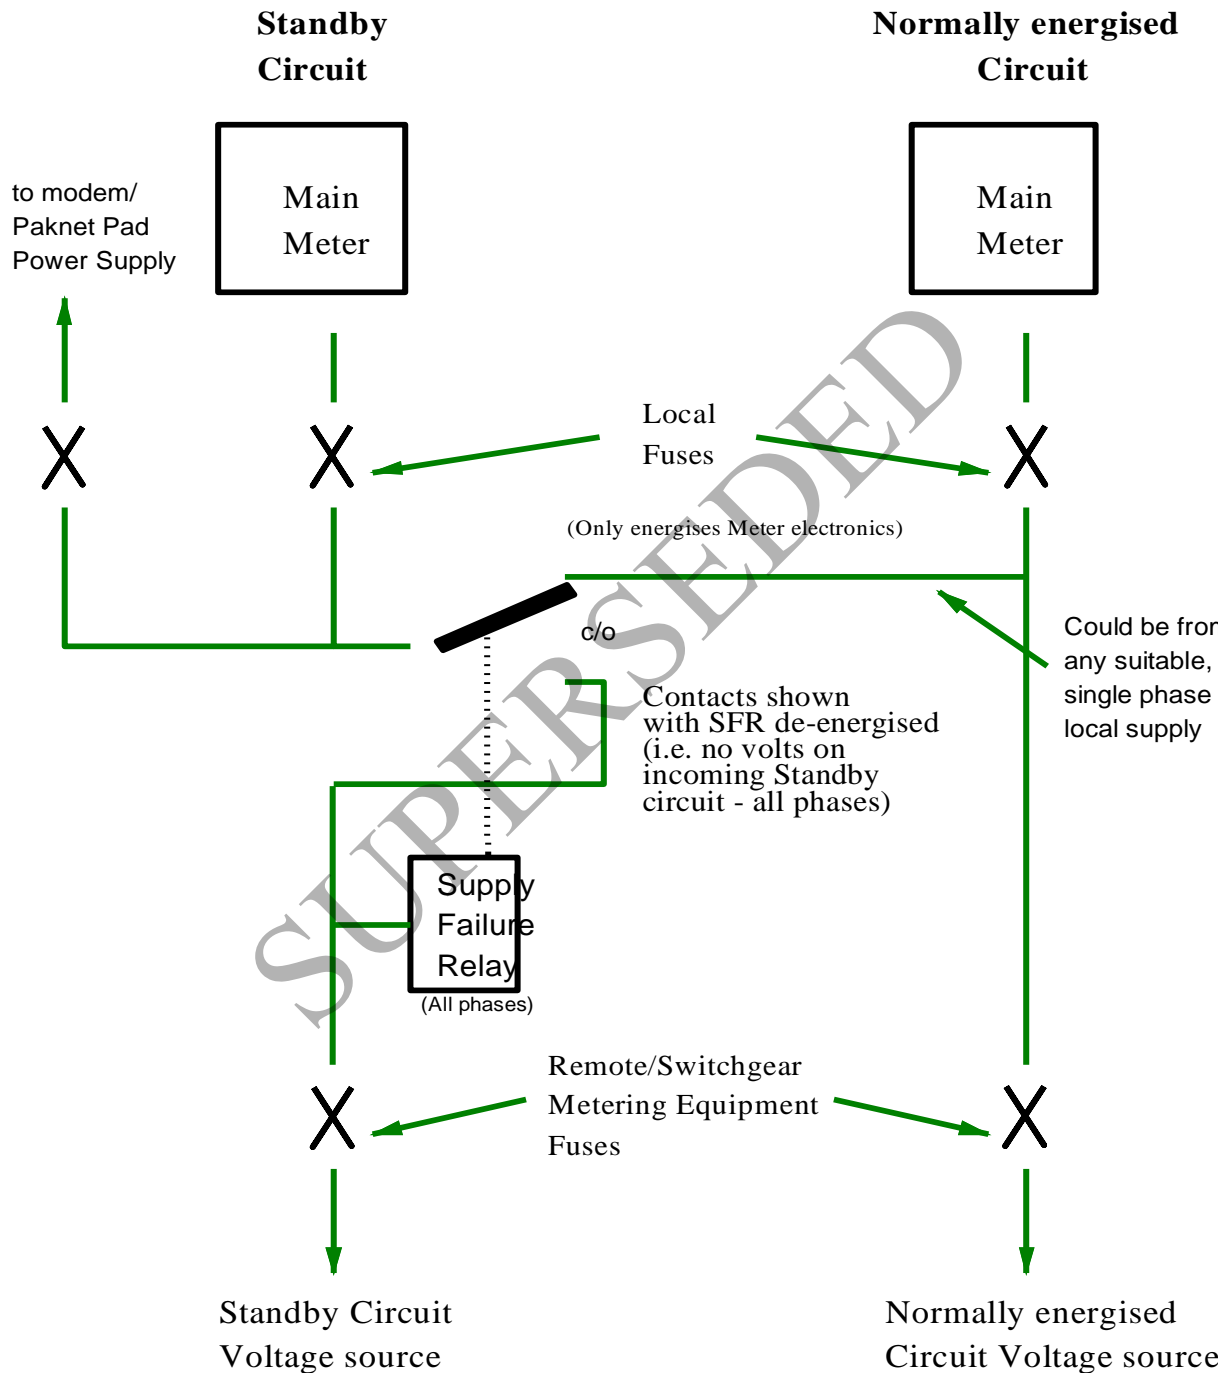 Standby
Circuit
Normally energised
Circuit
Main
Meter
Main
Meter
to modem/
Paknet Pad
Power Supply
Local
Fuses
(Only energises Meter electronics)
c/o
Could be fror
any suitable,
single phase
local supply
Contacts shown
with SFR de-energised
(i.e. no volts on
incoming Standby
circuit - all phases)
Supply
Failure
Relay
(All phases)
Remote/Switchgear
Metering Equipment
Fuses
Standby Circuit
Voltage source
Normally energised
Circuit Voltage source
SUPERSEDED